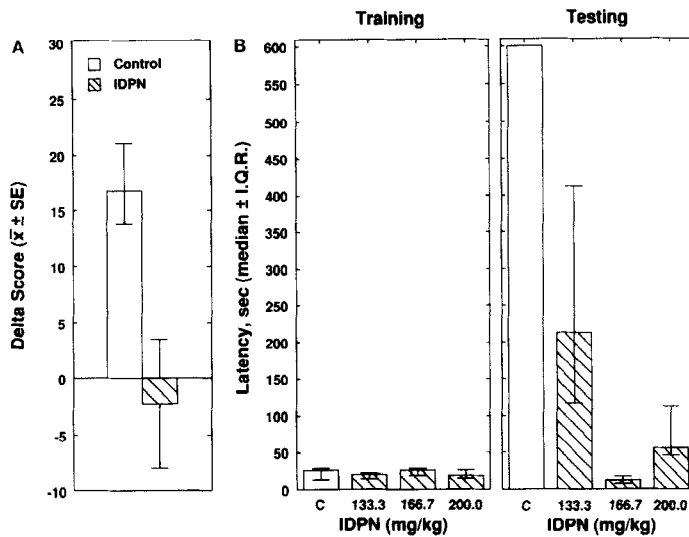 A
Control
IDPN
Delta Score (x̄ ± SE)
30
25
20
15
10
5
0
-5
-10
B
Training
Testing
Latency, sec (median ± I.Q.R.)
600
550
500
450
400
350
300
250
200
150
100
50
0
C 133.3 166.7 200.0
IDPN (mg/kg)
C 133.3 166.7 200.0
IDPN (mg/kg)